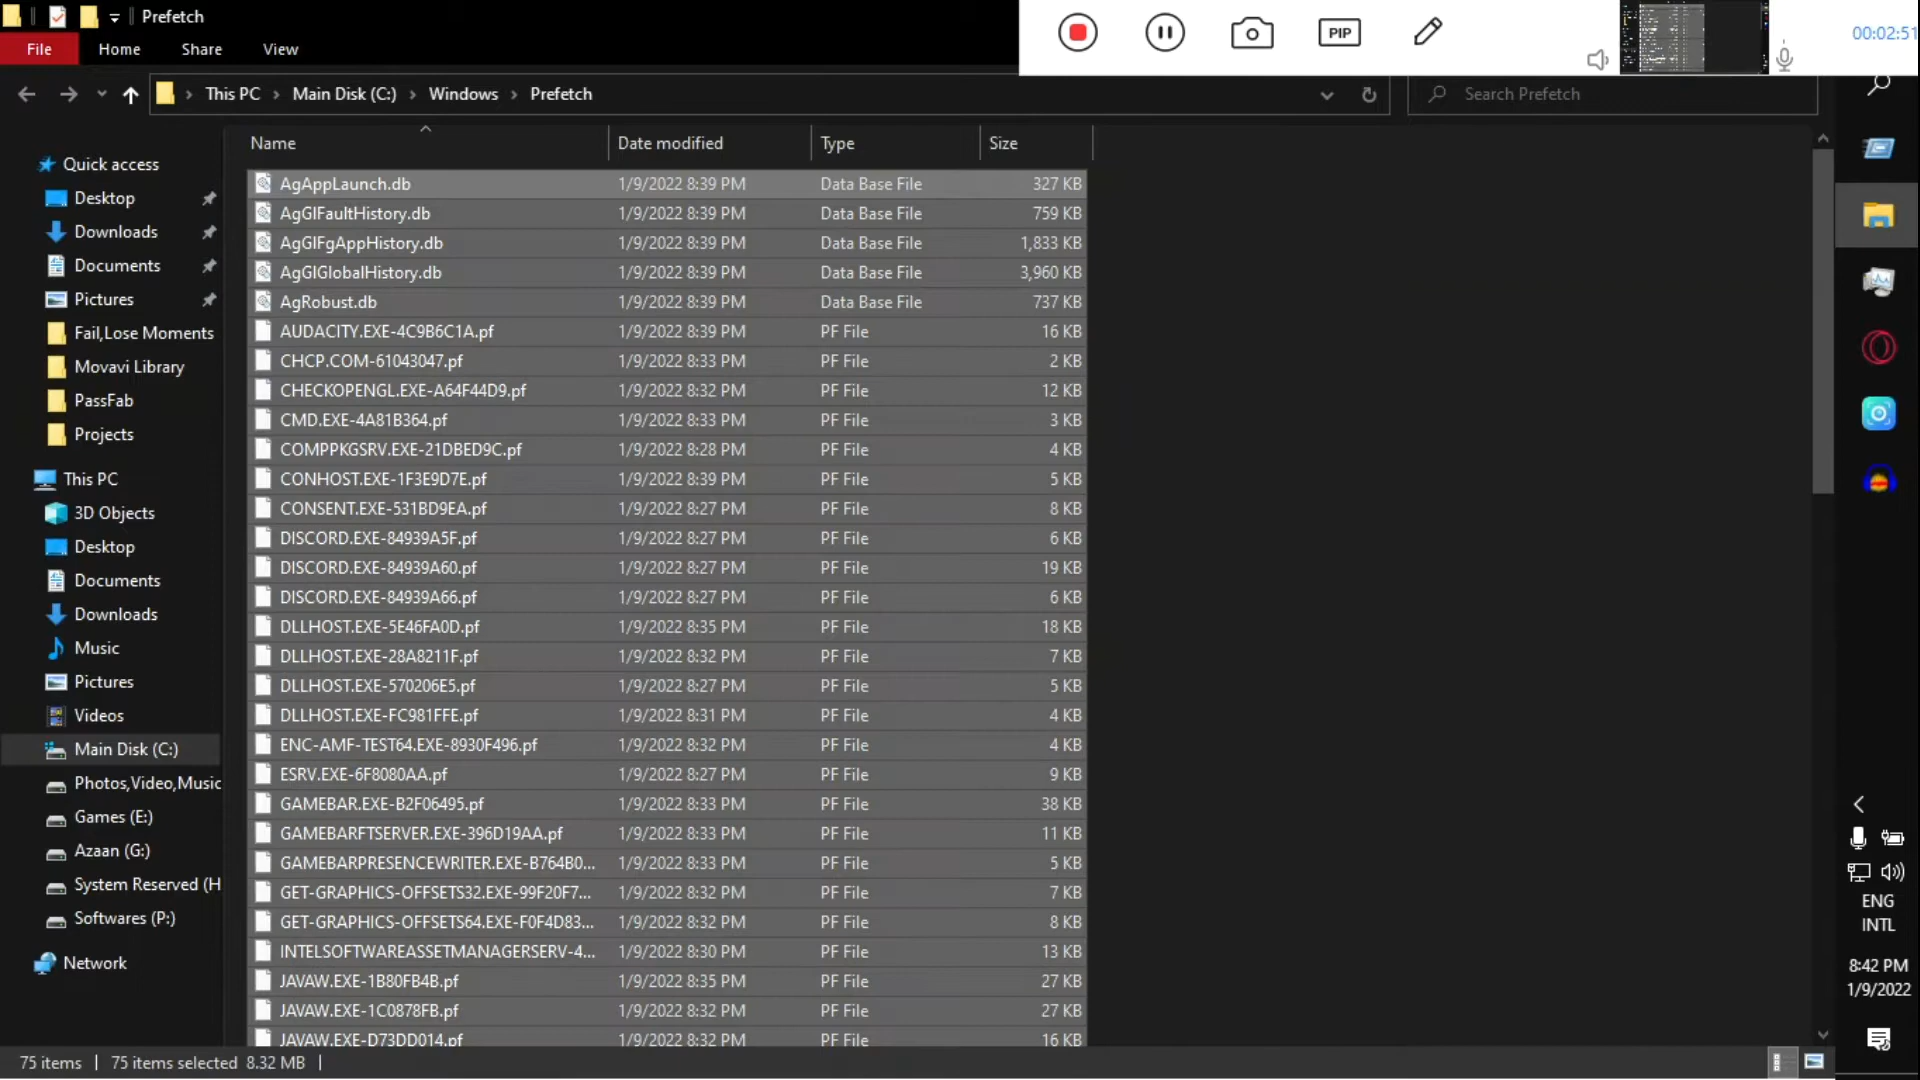 Prefetch
File Home Share View
PIP
00:02:51
This PC Main Disk (C:) Windows Prefetch
Search Prefetch
Name Date modified Type Size
Quick access
Desktop
Downloads
Documents
Pictures
Fail,Lose Moments
Movavi Library
PassFab
Projects
This PC
3D Objects
Desktop
Documents
Downloads
Music
Pictures
Videos
Main Disk (C:)
Photos,Video,Music
Games (E:)
Azaan (G:)
System Reserved (H
Softwares (P:)
Network
AgAppLaunch.db 1/9/2022 8:39 PM Data Base File 327 KB
AgGlFaultHistory.db 1/9/2022 8:39 PM Data Base File 759 KB
AgGlFgAppHistory.db 1/9/2022 8:39 PM Data Base File 1,833 KB
AgGlGlobalHistory.db 1/9/2022 8:39 PM Data Base File 3,960 KB
AgRobust.db 1/9/2022 8:39 PM Data Base File 737 KB
AUDACITY.EXE-4C9B6C1A.pf 1/9/2022 8:39 PM PF File 16 KB
CHCP.COM-61043047.pf 1/9/2022 8:33 PM PF File 2 KB
CHECKOPENGL.EXE-A64F44D9.pf 1/9/2022 8:32 PM PF File 12 KB
CMD.EXE-4A81B364.pf 1/9/2022 8:33 PM PF File 3 KB
COMPPKGSRV.EXE-21DBED9C.pf 1/9/2022 8:28 PM PF File 4 KB
CONHOST.EXE-1F3E9D7E.pf 1/9/2022 8:39 PM PF File 5 KB
CONSENT.EXE-531BD9EA.pf 1/9/2022 8:27 PM PF File 8 KB
DISCORD.EXE-84939A5F.pf 1/9/2022 8:27 PM PF File 6 KB
DISCORD.EXE-84939A60.pf 1/9/2022 8:27 PM PF File 19 KB
DISCORD.EXE-84939A66.pf 1/9/2022 8:27 PM PF File 6 KB
DLLHOST.EXE-5E46FA0D.pf 1/9/2022 8:35 PM PF File 18 KB
DLLHOST.EXE-28A8211F.pf 1/9/2022 8:32 PM PF File 7 KB
DLLHOST.EXE-570206E5.pf 1/9/2022 8:27 PM PF File 5 KB
DLLHOST.EXE-FC981FFE.pf 1/9/2022 8:31 PM PF File 4 KB
ENC-AMF-TEST64.EXE-8930F496.pf 1/9/2022 8:32 PM PF File 4 KB
ESRV.EXE-6F8080AA.pf 1/9/2022 8:27 PM PF File 9 KB
GAMEBAR.EXE-B2F06495.pf 1/9/2022 8:33 PM PF File 38 KB
GAMEBARFTSERVER.EXE-396D19AA.pf 1/9/2022 8:33 PM PF File 11 KB
GAMEBARPRESENCEWRITER.EXE-B764B0... 1/9/2022 8:33 PM PF File 5 KB
GET-GRAPHICS-OFFSETS32.EXE-99F20F7... 1/9/2022 8:32 PM PF File 7 KB
GET-GRAPHICS-OFFSETS64.EXE-F0F4D83... 1/9/2022 8:32 PM PF File 8 KB
INTELSOFTWAREASSETMANAGERSERV-4... 1/9/2022 8:30 PM PF File 13 KB
JAVAW.EXE-1B80FB4B.pf 1/9/2022 8:35 PM PF File 27 KB
JAVAW.EXE-1C0878FB.pf 1/9/2022 8:32 PM PF File 27 KB
JAVAW.EXE-D73DD014.pf 1/9/2022 8:32 PM PF File 16 KB
ENG
INTL
8:42 PM
1/9/2022
75 items 75 items selected 8.32 MB